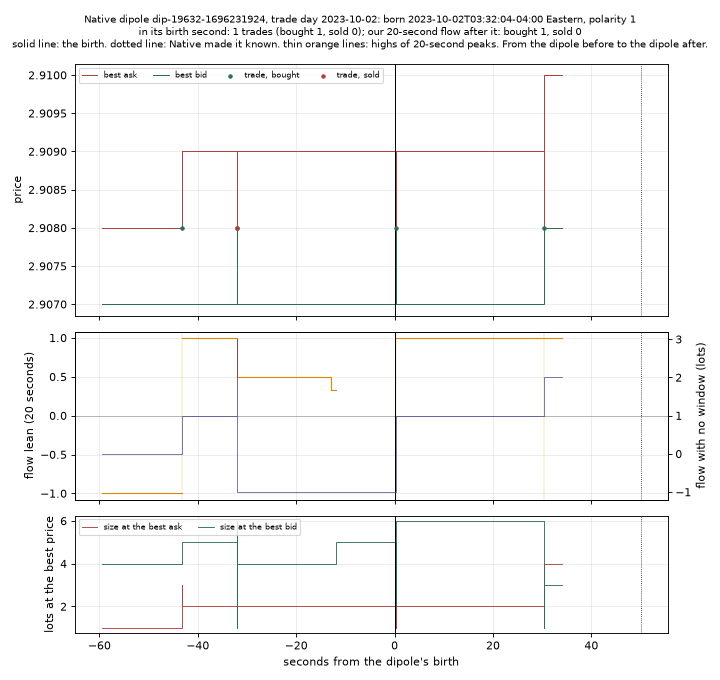 Native dipole dip-19632-1696231924, trade day 2023-10-02: born 2023-10-02T03:32:04-04:00 Eastern, polarity 1
in its birth second: 1 trades (bought 1, sold 0); our 20-second flow after it: bought 1, sold 0
solid line: the birth. dotted line: Native made it known. thin orange lines: highs of 20-second peaks. From the dipole before to the dipole after.
best ask best bid trade, bought trade, sold
2.9100
2.9095
2.9090
2.9085
2.9080
2.9075
2.9070
price
1.0
0.5
0.0
−0.5
−1.0
flow lean (20 seconds)
3
2
1
0
−1
flow with no window (lots)
size at the best ask size at the best bid
6
4
2
lots at the best price
−60 −40 −20 0 20 40
seconds from the dipole's birth